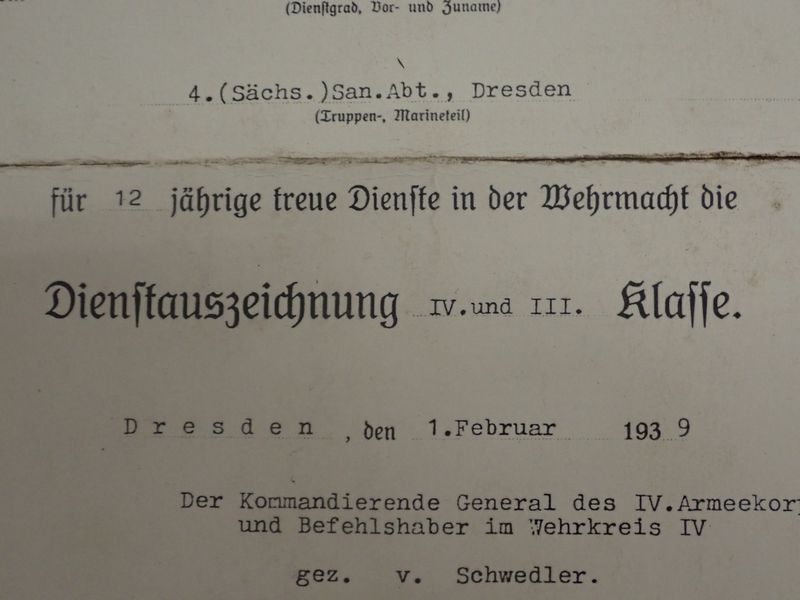 (Dienstgrad, Vor- und Zuname)
4.(Sächs.)San.Abt., Dresden
(Truppen-, Marineteil)
für 12 jährige treue Dienste in der Wehrmacht die
Dienstauszeichnung IV.und III. Klasse.
Dresden, den 1.Februar 1939
Der Kommandierende General des IV.Armeekor
und Befehlshaber im Wehrkreis IV
gez. v. Schwedler.